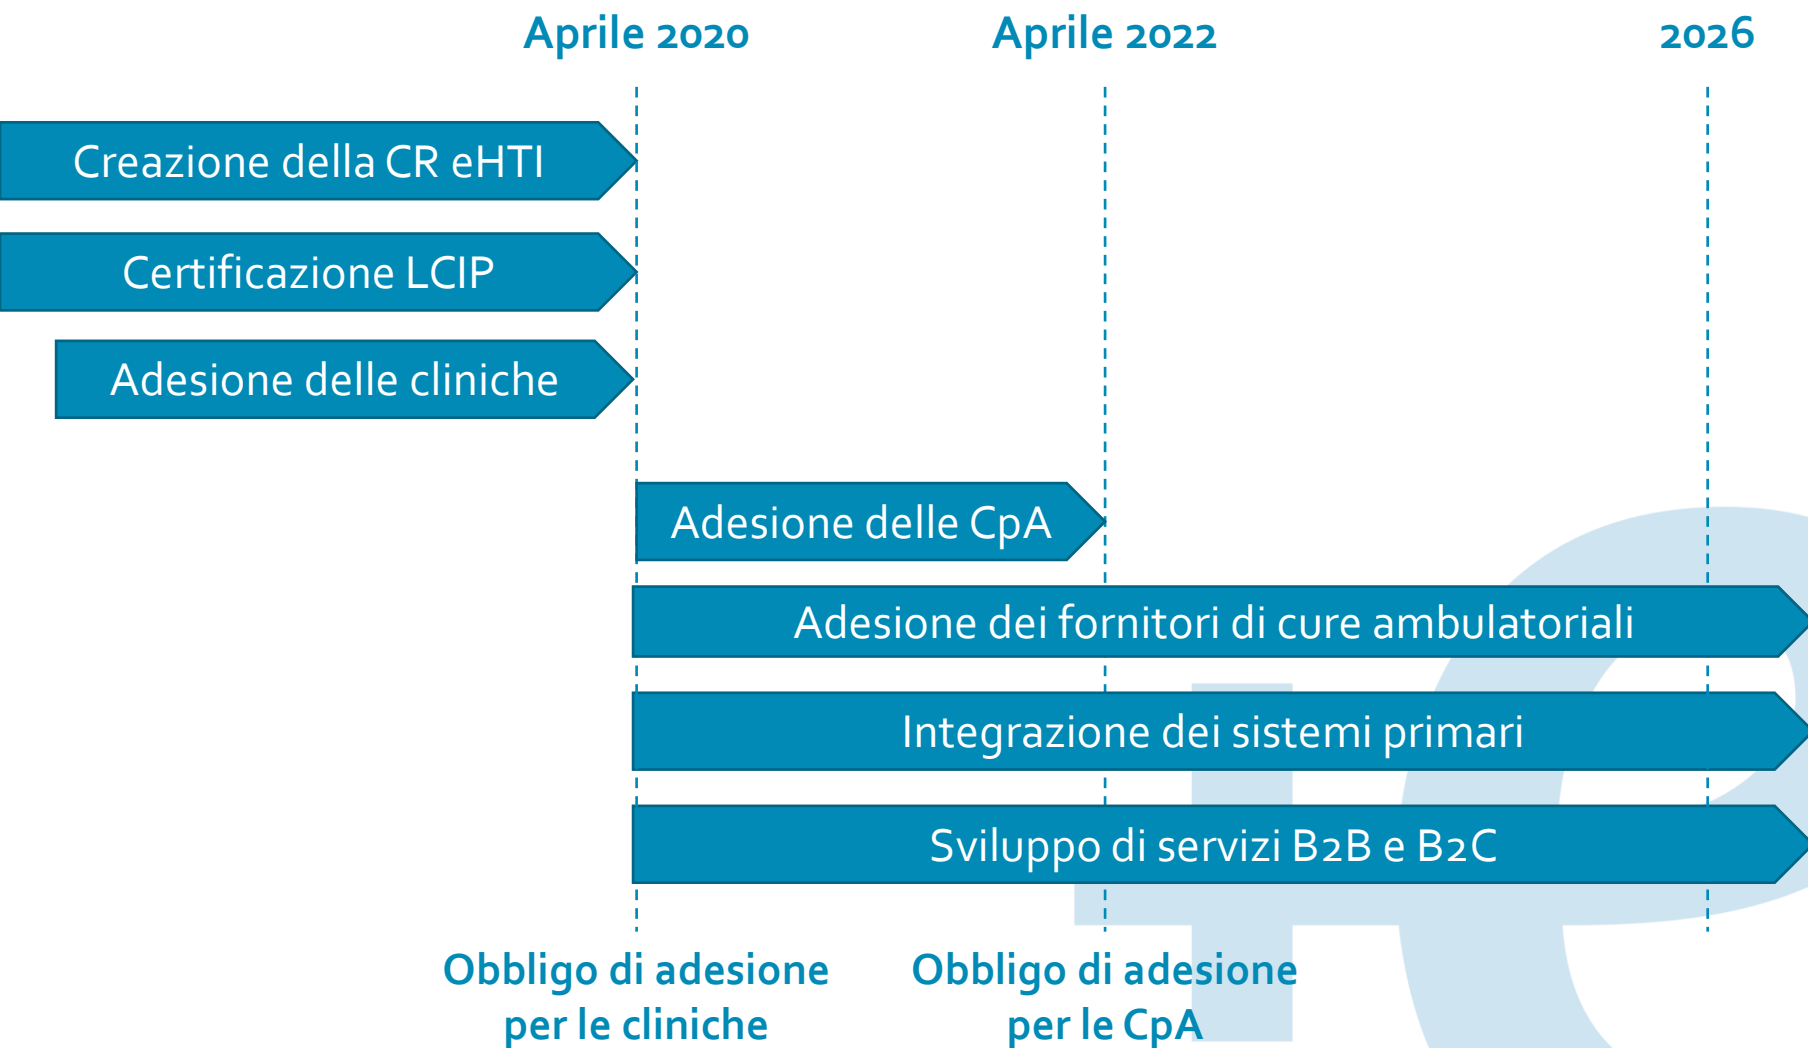 Aprile 2020 Aprile 2022 2026
Creazione della CR eHTI
Certificazione LCIP
Adesione delle cliniche
Adesione delle CpA
Adesione dei fornitori di cure ambulatoriali
Integrazione dei sistemi primari
Sviluppo di servizi B2B e B2C
Obbligo di adesione
per le cliniche
Obbligo di adesione
per le CpA